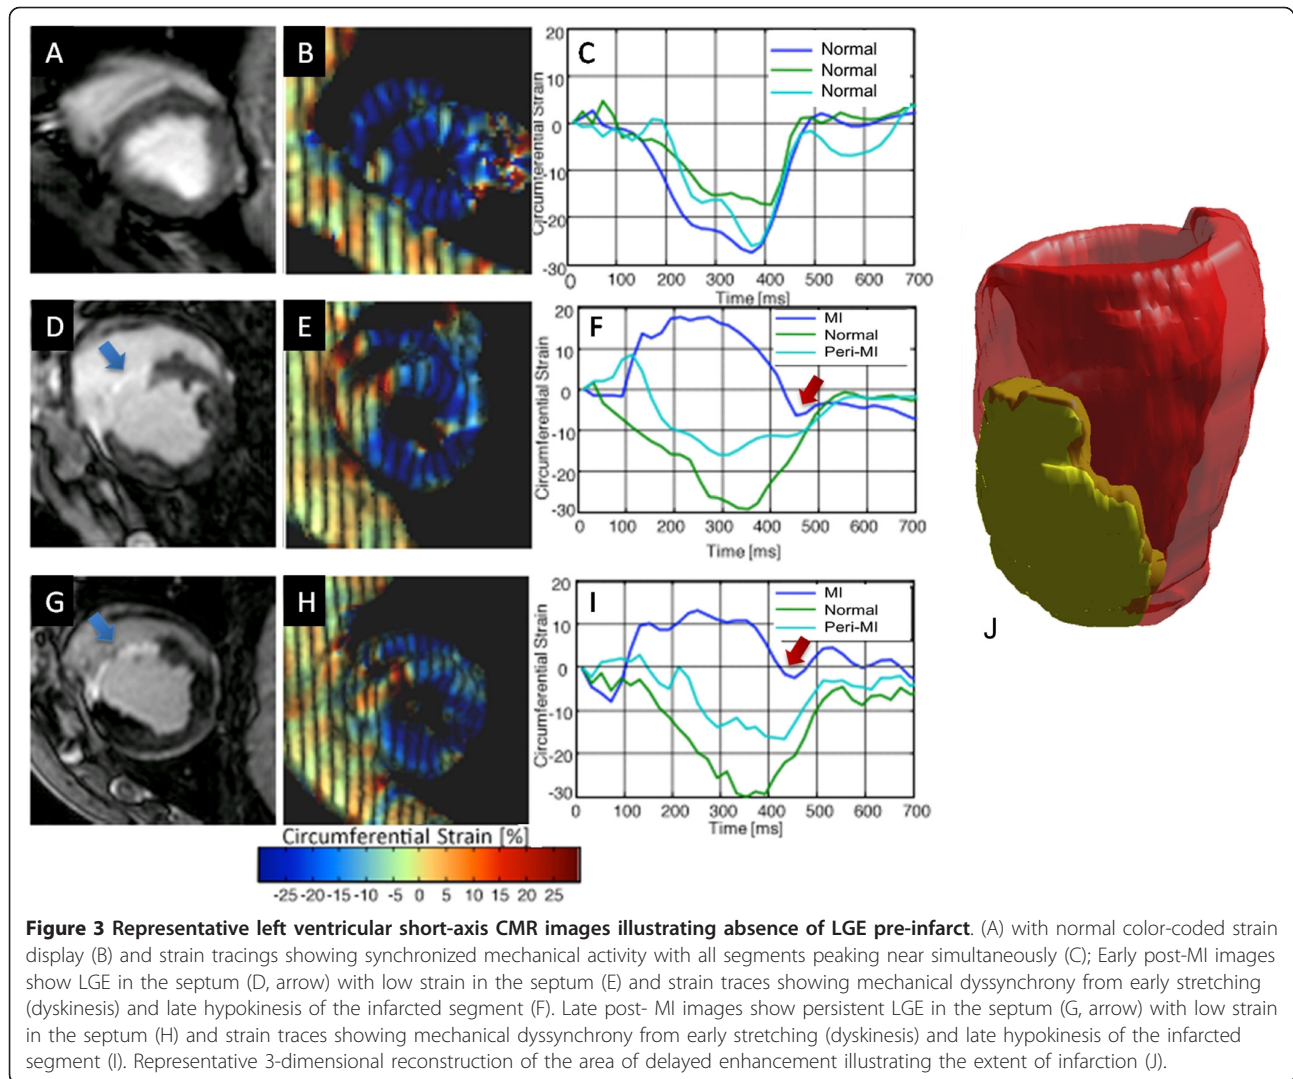 A
B
C
Normal
Normal
Normal
20
10
0
-10
-20
-30
Circumferential Strain
0 100 200 300 400 500 600 700
Time [ms]
D
E
F
MI
Normal
Peri-MI
20
10
0
-10
-20
-30
Circumferential Strain
0 100 200 300 400 500 600 700
Time [ms]
G
H
I
MI
Normal
Peri-MI
20
10
0
-10
-20
-30
Circumferential Strain
0 100 200 300 400 500 600 700
Time [ms]
J
Circumferential Strain [%]
-25 -20 -15 -10 -5 0 5 10 15 20 25
Figure 3 Representative left ventricular short-axis CMR images illustrating absence of LGE pre-infarct. (A) with normal color-coded strain
display (B) and strain tracings showing synchronized mechanical activity with all segments peaking near simultaneously (C); Early post-MI images
show LGE in the septum (D, arrow) with low strain in the septum (E) and strain traces showing mechanical dyssynchrony from early stretching
(dyskinesis) and late hypokinesis of the infarcted segment (F). Late post- MI images show persistent LGE in the septum (G, arrow) with low strain
in the septum (H) and strain traces showing mechanical dyssynchrony from early stretching (dyskinesis) and late hypokinesis of the infarcted
segment (I). Representative 3-dimensional reconstruction of the area of delayed enhancement illustrating the extent of infarction (J).